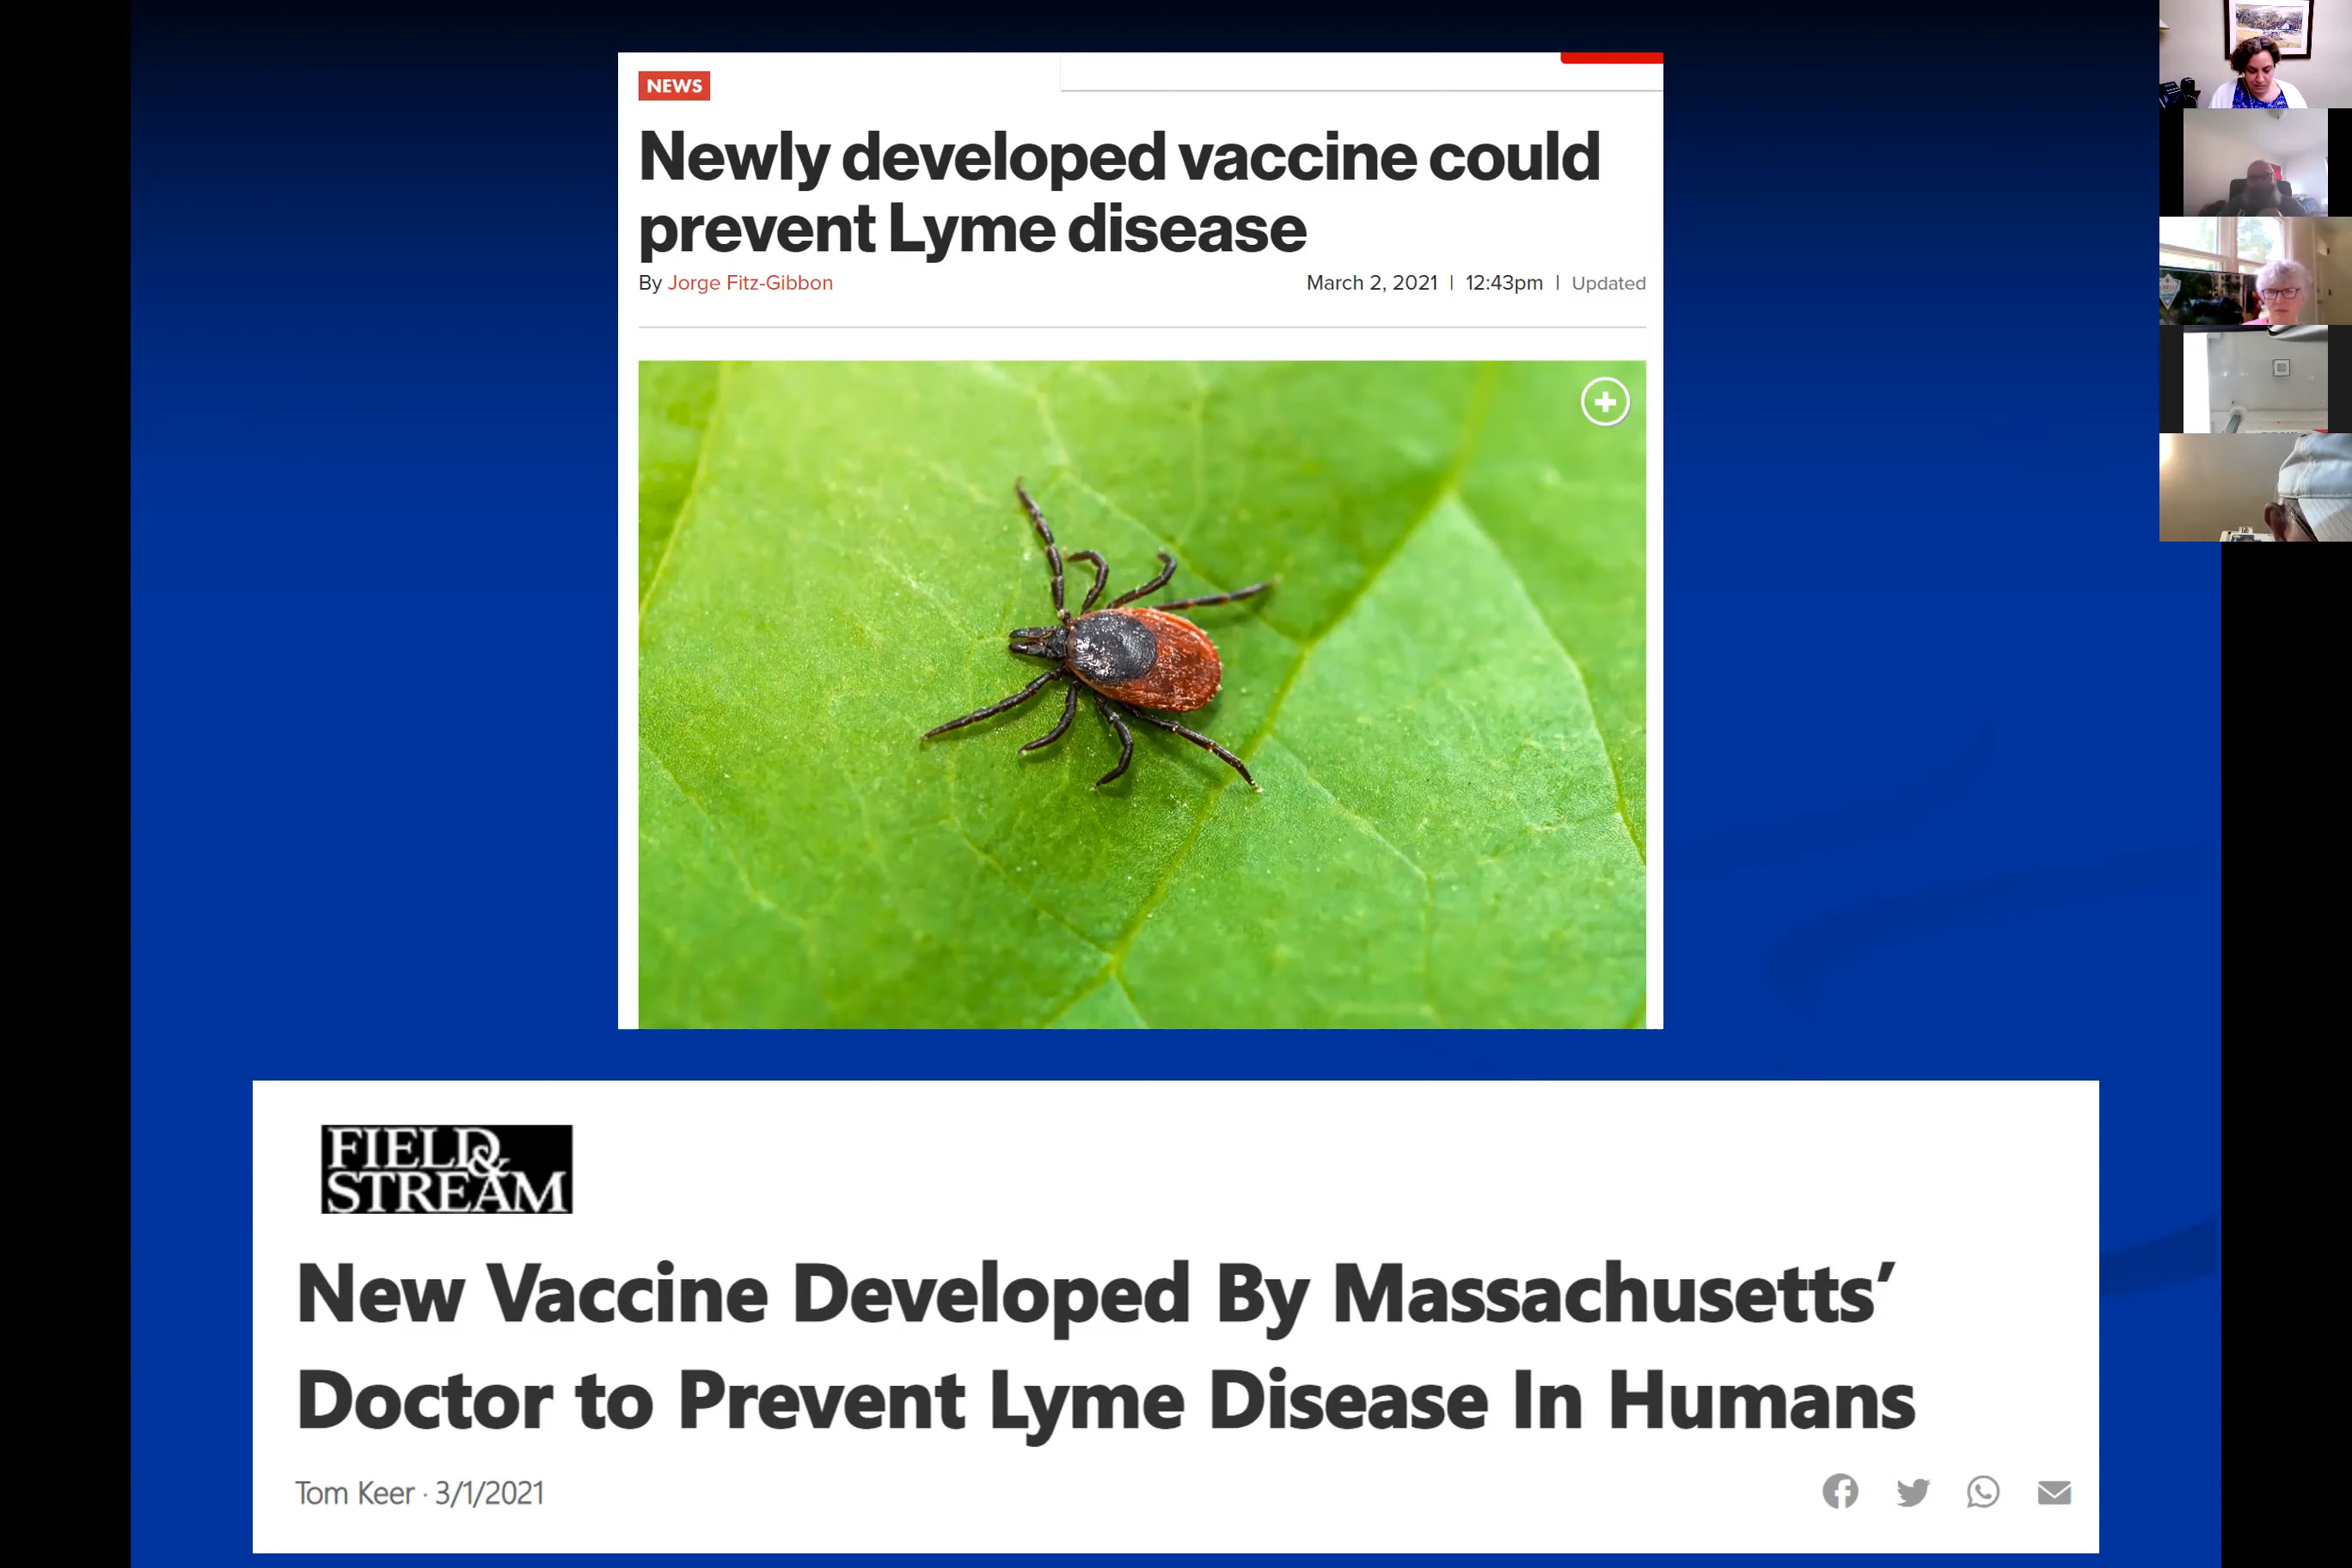 NEWS
Newly developed vaccine could
prevent Lyme disease
By Jorge Fitz-Gibbon
March 2, 2021 | 12:43pm | Updated
FIELD &
STREAM
New Vaccine Developed By Massachusetts’
Doctor to Prevent Lyme Disease In Humans
Tom Keer · 3/1/2021